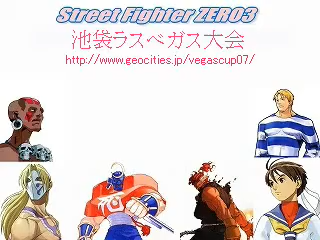 Street Fighter ZERO3
池袋ラスベガス大会
http://www.geocities.jp/vegascup07/